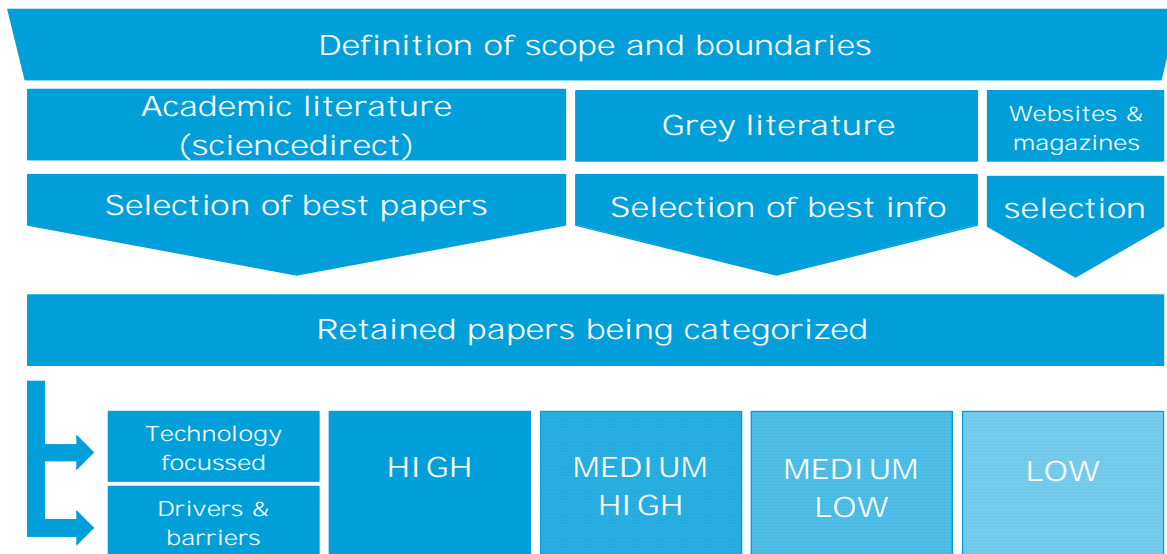 Definition of scope and boundaries
Academic literature
(sciencedirect)
Grey literature
Websites &
magazines
Selection of best papers
Selection of best info
selection
Retained papers being categorized
Technology
focussed
Drivers &
barriers
HIGH
MEDIUM
HIGH
MEDIUM
LOW
LOW